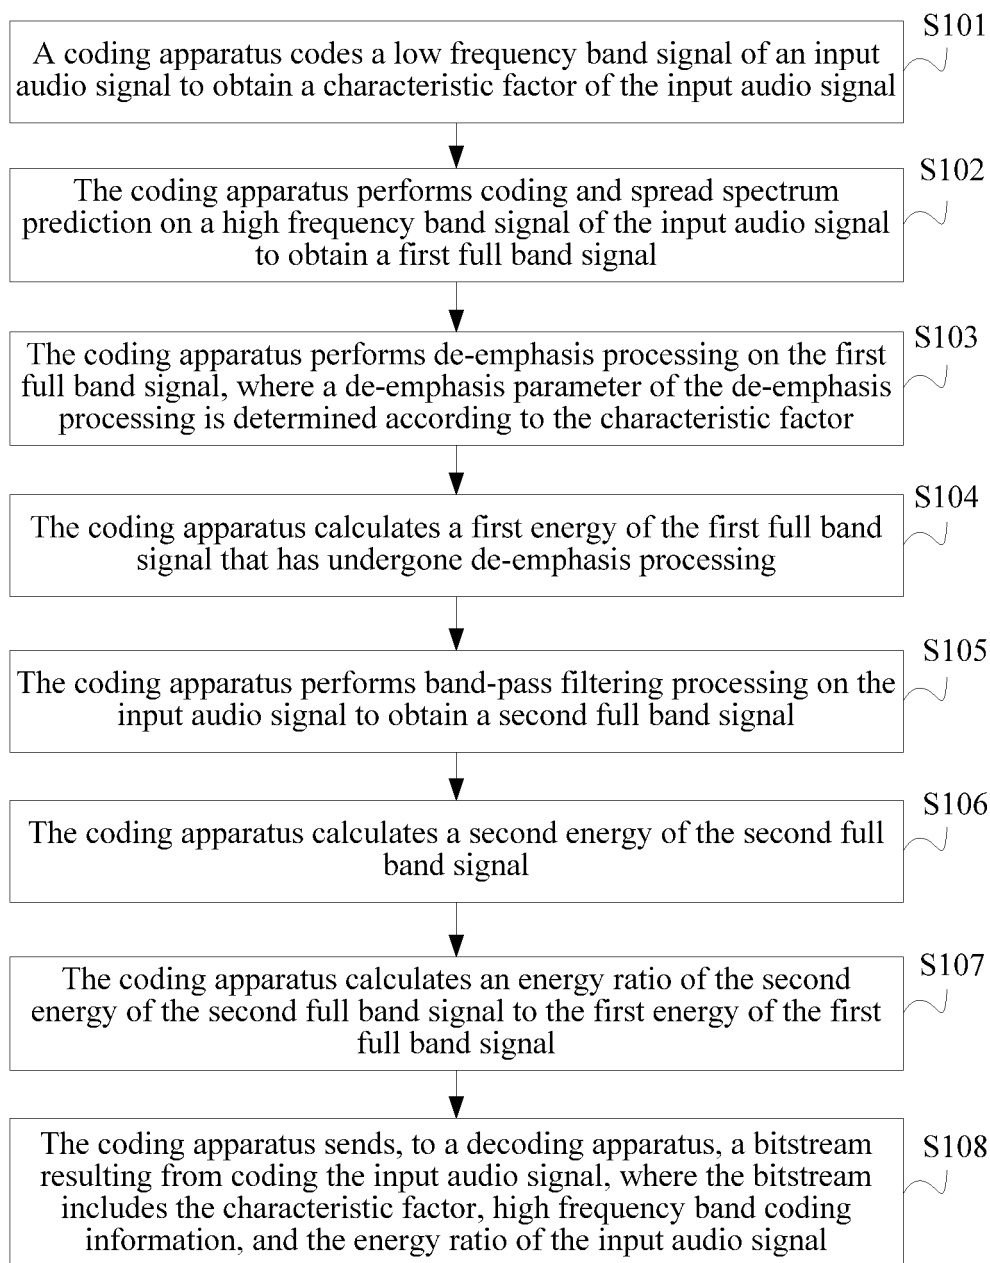 S101
A coding apparatus codes a low frequency band signal of an input
audio signal to obtain a characteristic factor of the input audio signal
S102
The coding apparatus performs coding and spread spectrum
prediction on a high frequency band signal of the input audio signal
to obtain a first full band signal
S103
The coding apparatus performs de-emphasis processing on the first
full band signal, where a de-emphasis parameter of the de-emphasis
processing is determined according to the characteristic factor
S104
The coding apparatus calculates a first energy of the first full band
signal that has undergone de-emphasis processing
S105
The coding apparatus performs band-pass filtering processing on the
input audio signal to obtain a second full band signal
S106
The coding apparatus calculates a second energy of the second full
band signal
S107
The coding apparatus calculates an energy ratio of the second
energy of the second full band signal to the first energy of the first
full band signal
S108
The coding apparatus sends, to a decoding apparatus, a bitstream
resulting from coding the input audio signal, where the bitstream
includes the characteristic factor, high frequency band coding
information, and the energy ratio of the input audio signal